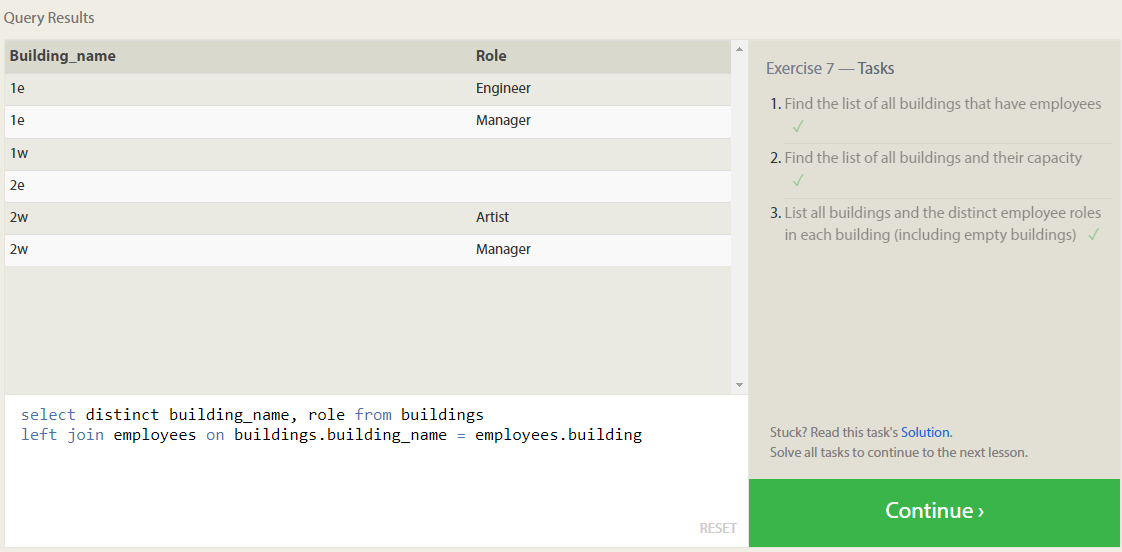 Query Results
Building_name Role
1e Engineer
1e Manager
1w
2e
2w Artist
2w Manager
select distinct building_name, role from buildings
left join employees on buildings.building_name = employees.building
RESET
Exercise 7 — Tasks
1. Find the list of all buildings that have employees
✓
2. Find the list of all buildings and their capacity
✓
3. List all buildings and the distinct employee roles
in each building (including empty buildings) ✓
Stuck? Read this task's Solution.
Solve all tasks to continue to the next lesson.
Continue ›